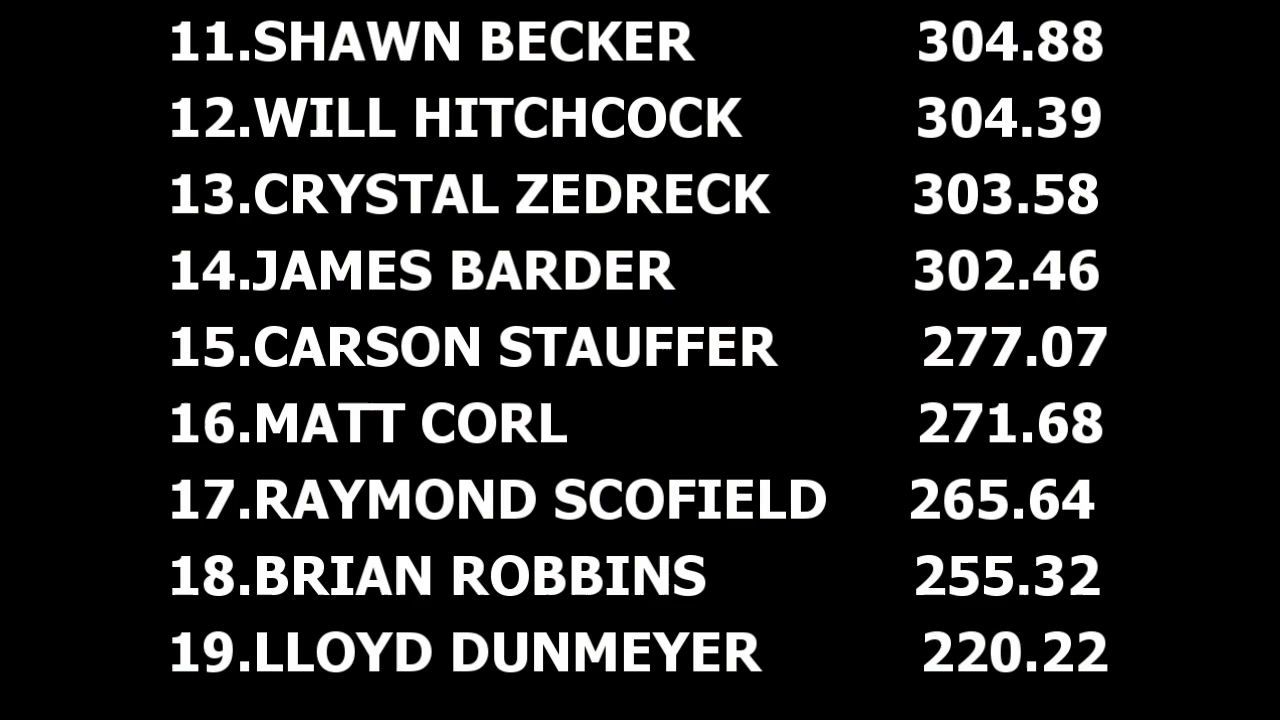 11.SHAWN BECKER 304.88
12.WILL HITCHCOCK 304.39
13.CRYSTAL ZEDRECK 303.58
14.JAMES BARDER 302.46
15.CARSON STAUFFER 277.07
16.MATT CORL 271.68
17.RAYMOND SCOFIELD 265.64
18.BRIAN ROBBINS 255.32
19.LLOYD DUNMEYER 220.22